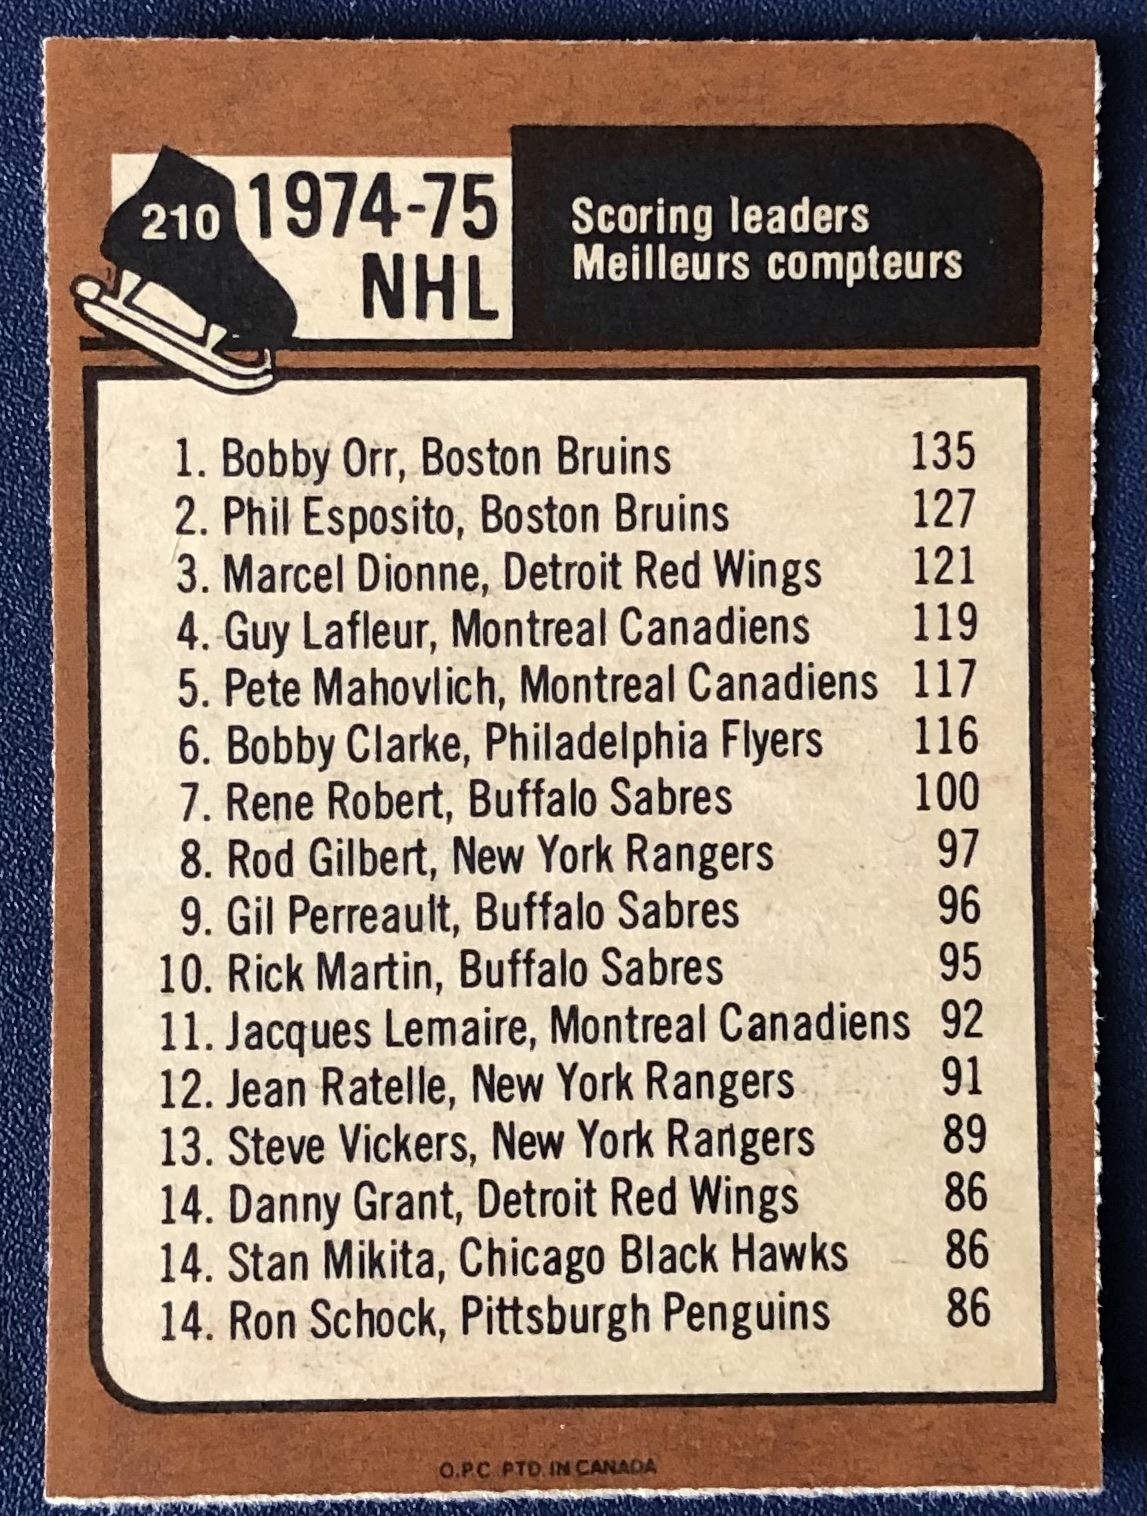 210
1974-75
NHL
Scoring leaders
Meilleurs compteurs
1. Bobby Orr, Boston Bruins 135
2. Phil Esposito, Boston Bruins 127
3. Marcel Dionne, Detroit Red Wings 121
4. Guy Lafleur, Montreal Canadiens 119
5. Pete Mahovlich, Montreal Canadiens 117
6. Bobby Clarke, Philadelphia Flyers 116
7. Rene Robert, Buffalo Sabres 100
8. Rod Gilbert, New York Rangers 97
9. Gil Perreault, Buffalo Sabres 96
10. Rick Martin, Buffalo Sabres 95
11. Jacques Lemaire, Montreal Canadiens 92
12. Jean Ratelle, New York Rangers 91
13. Steve Vickers, New York Rangers 89
14. Danny Grant, Detroit Red Wings 86
14. Stan Mikita, Chicago Black Hawks 86
14. Ron Schock, Pittsburgh Penguins 86
O.P.C. PTD. IN CANADA